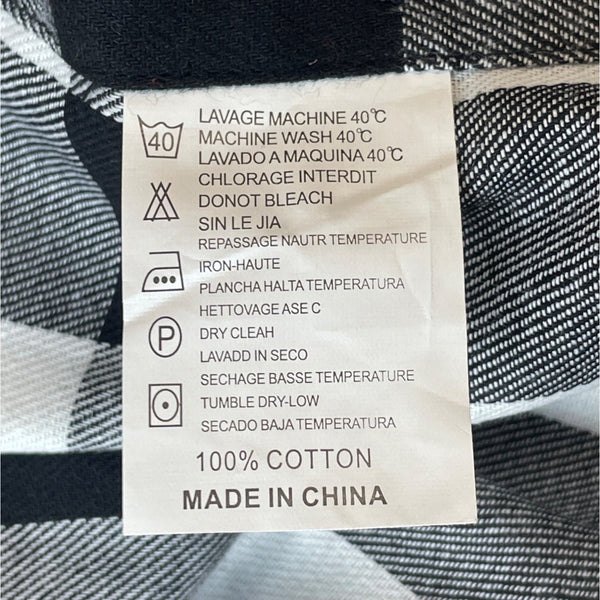 40
LAVAGE MACHINE 40℃
MACHINE WASH 40℃
LAVADO A MAQUINA 40℃
CHLORAGE INTERDIT
DONOT BLEACH
SIN LE JIA
REPASSAGE NAUTR TEMPERATURE
IRON-HAUTE
PLANCHA HALTA TEMPERATURA
HETTOVAGE ASE C
P
DRY CLEAH
LAVADD IN SECO
SECHAGE BASSE TEMPERATURE
TUMBLE DRY-LOW
SECADO BAJA TEMPERATURA
100% COTTON
MADE IN CHINA